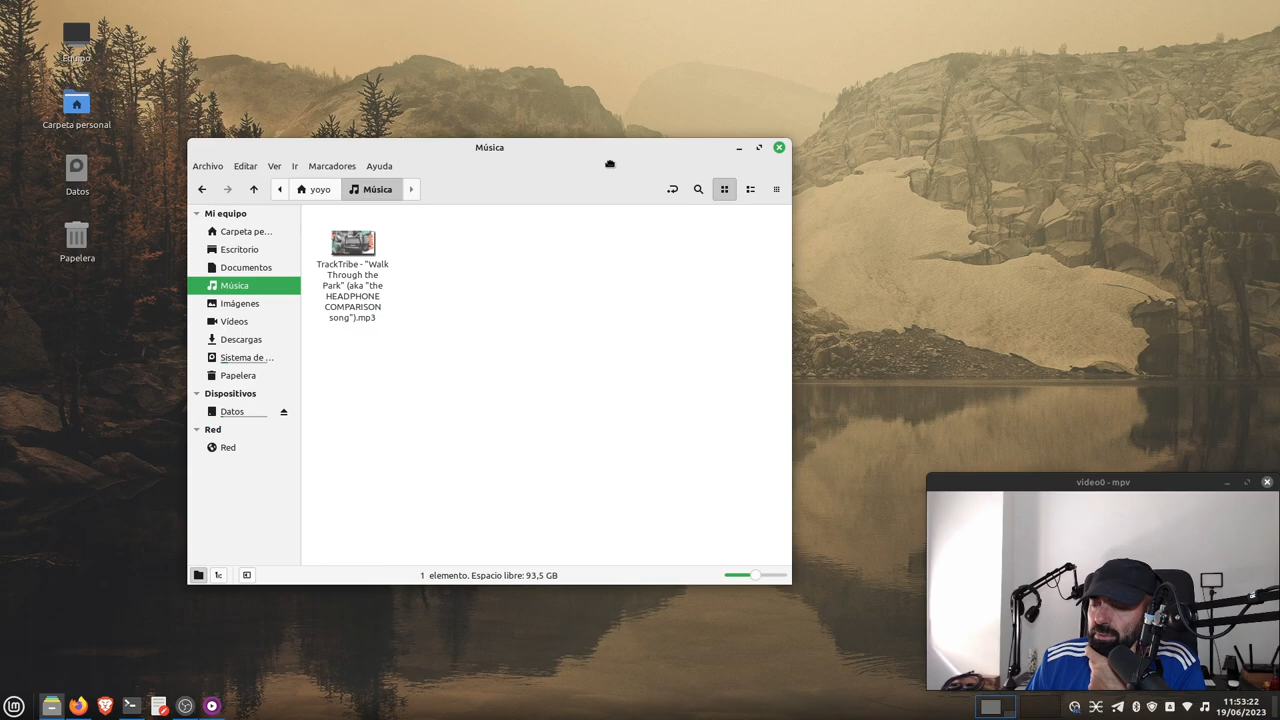 Equipo
Carpeta personal
Datos
Papelera
Música
Archivo Editar Ver Ir Marcadores Ayuda
yoyo Música
Mi equipo
Carpeta pe...
Escritorio
Documentos
Música
Imágenes
Vídeos
Descargas
Sistema de ...
Papelera
Dispositivos
Datos
Red
Red
TrackTribe - "Walk
Through the
Park" (aka "the
HEADPHONE
COMPARISON
song").mp3
1 elemento. Espacio libre: 93,5 GB
video0 - mpv
11:53:22
19/06/2023